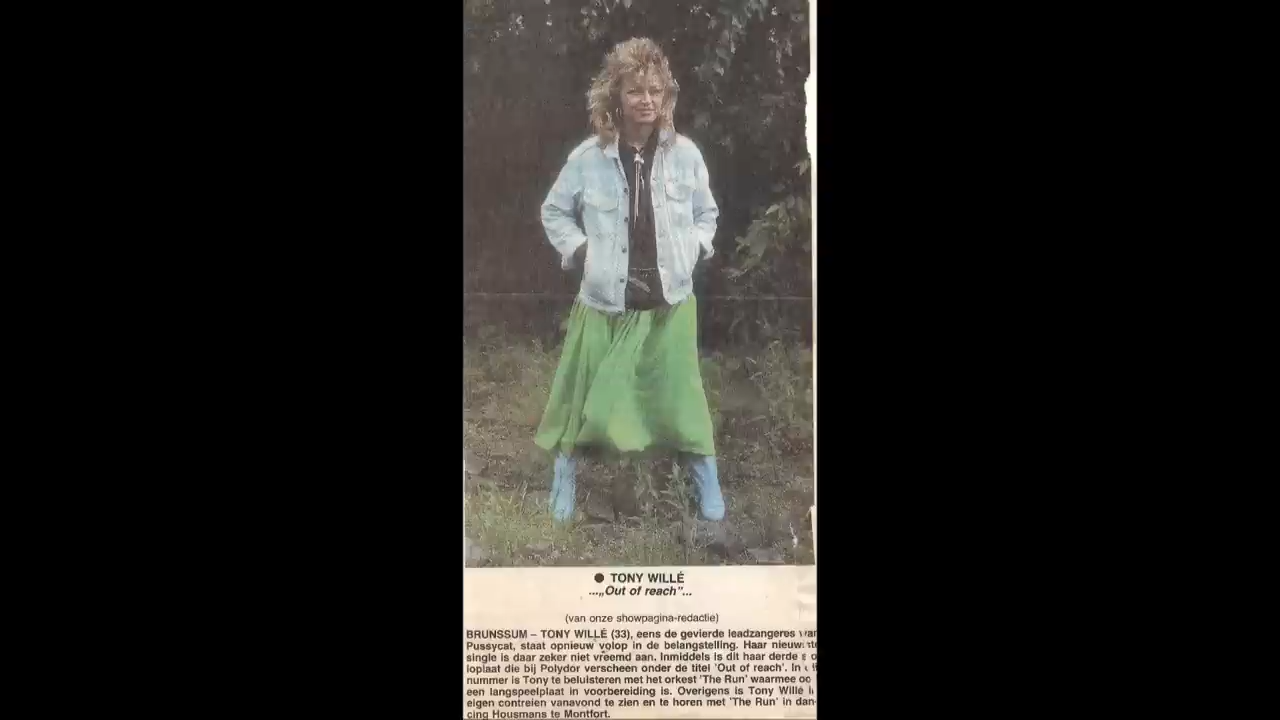 ● TONY WILLÉ
...„Out of reach”...
(van onze showpagina-redactie)
BRUNSSUM – TONY WILLÉ (33), eens de gevierde leadzangeres
Pussycat, staat opnieuw volop in de belangstelling. Haar
single is daar zeker niet vreemd aan. Inmiddels is dit haar derde
loplaat die bij Polydor verscheen onder de titel 'Out of reach'. In
nummer is Tony te beluisteren met het orkest 'The Run' waarmee
een langspeelplaat in voorbereiding is. Overigens is Tony Willé
eigen contreien vanavond te zien en te horen met 'The Run' in dan-
cing Housmans te Montfort.